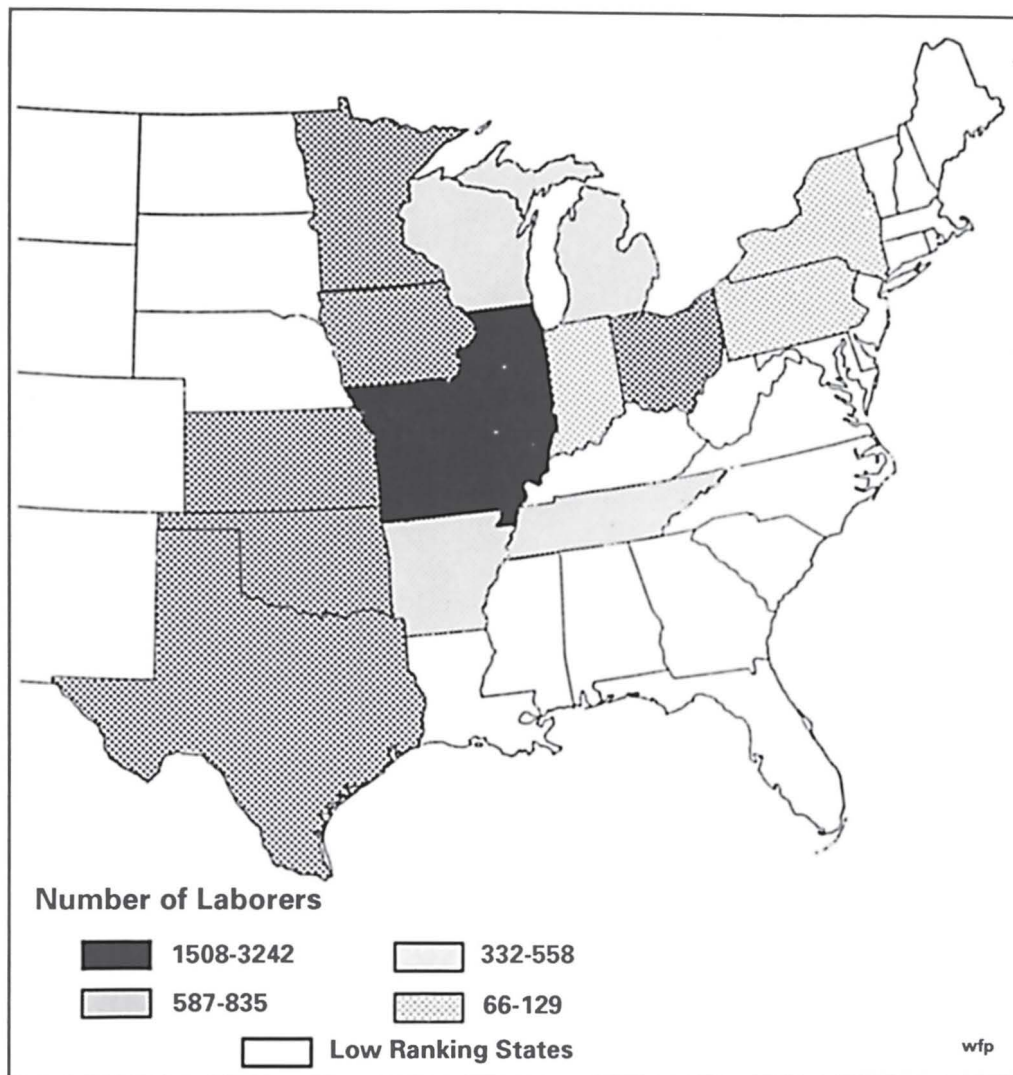 Number of Laborers
1508-3242
332-558
587-835
66-129
Low Ranking States
wfp